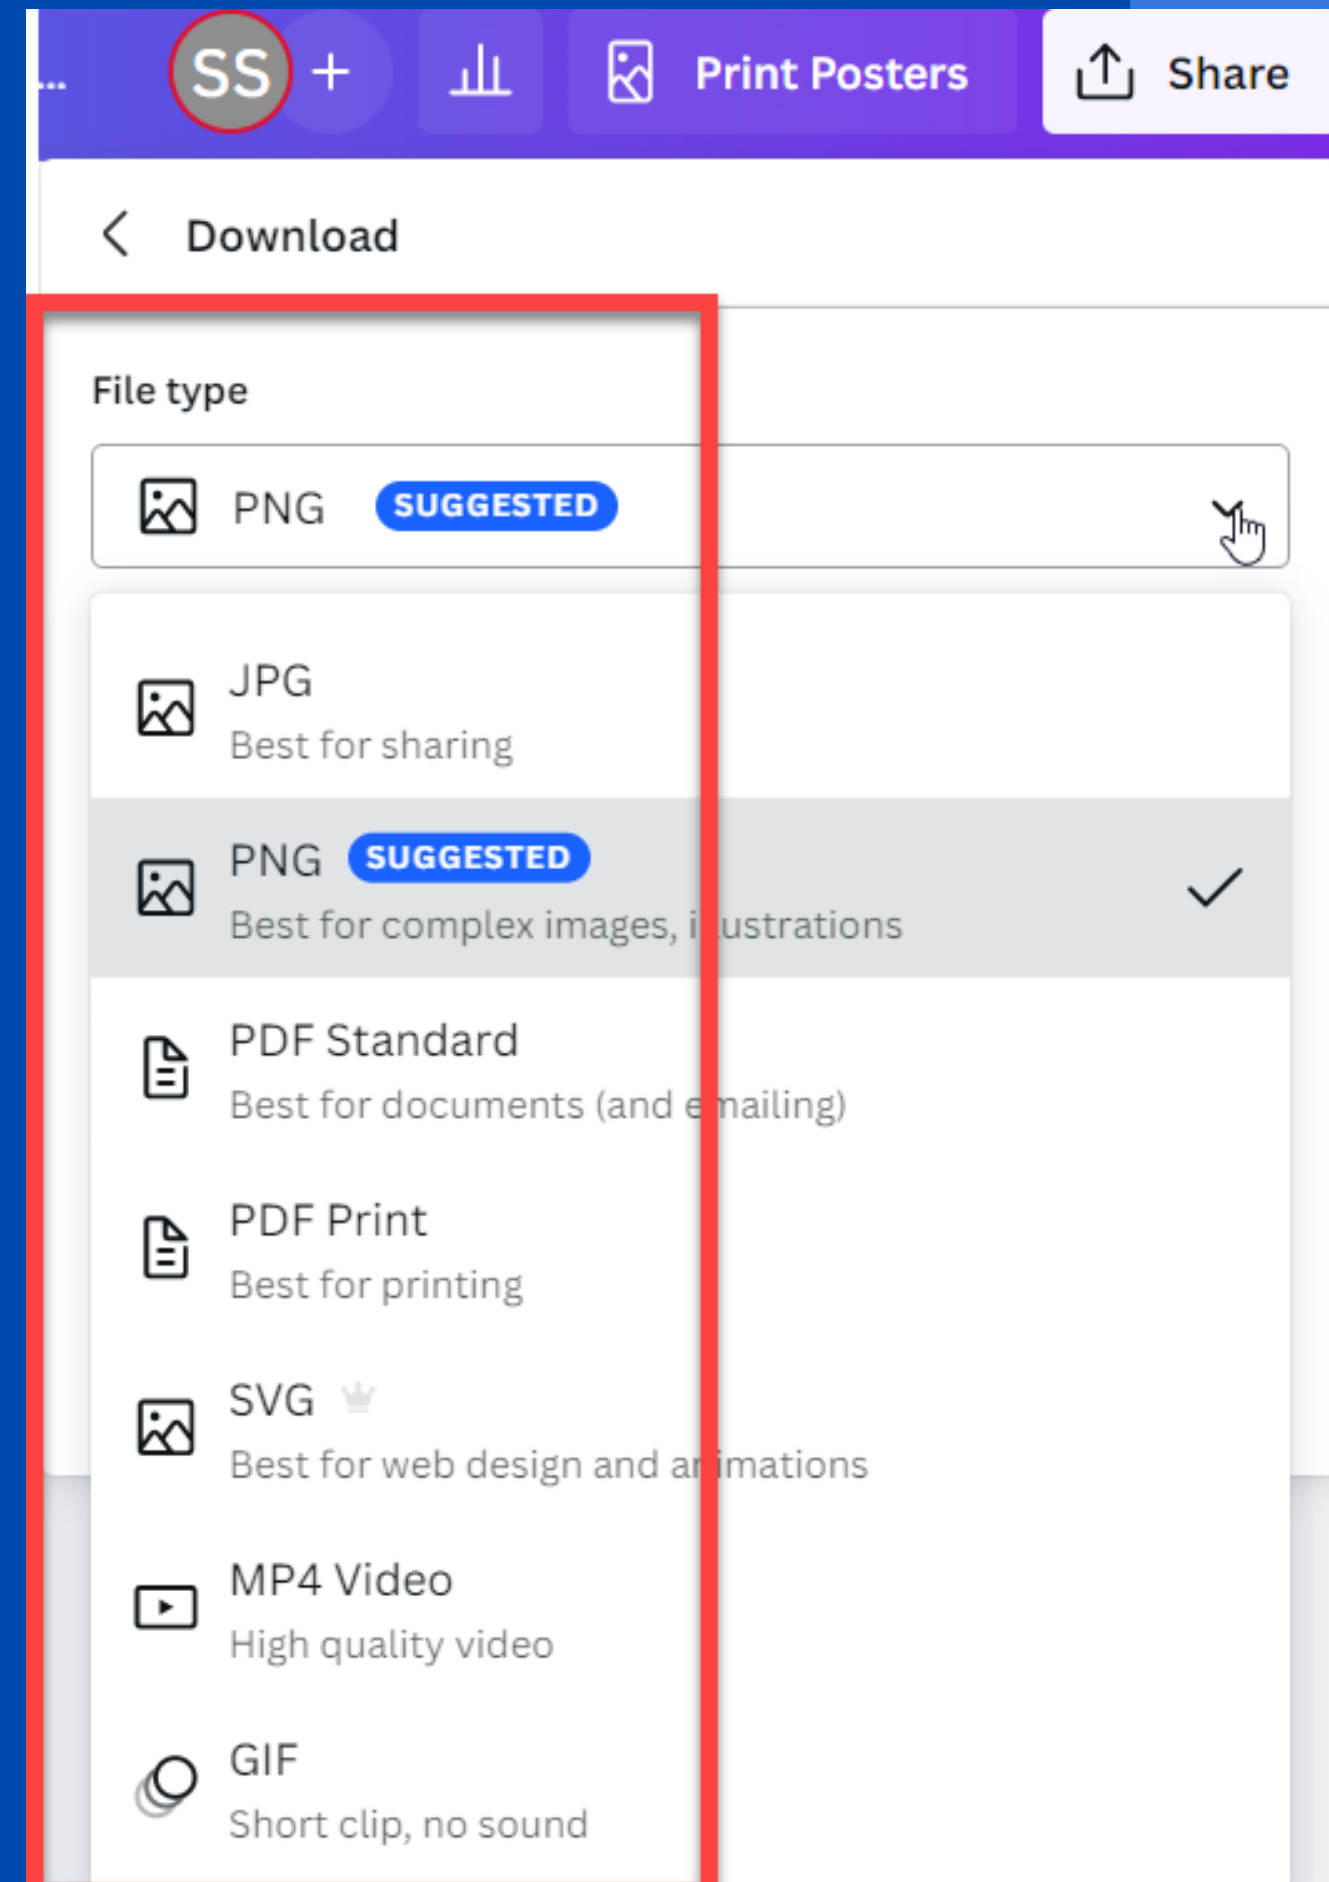 ...
SS + Print Posters Share
Download
File type
PNG SUGGESTED
JPG
Best for sharing
PNG SUGGESTED
Best for complex images, illustrations
PDF Standard
Best for documents (and emailing)
PDF Print
Best for printing
SVG
Best for web design and animations
MP4 Video
High quality video
GIF
Short clip, no sound